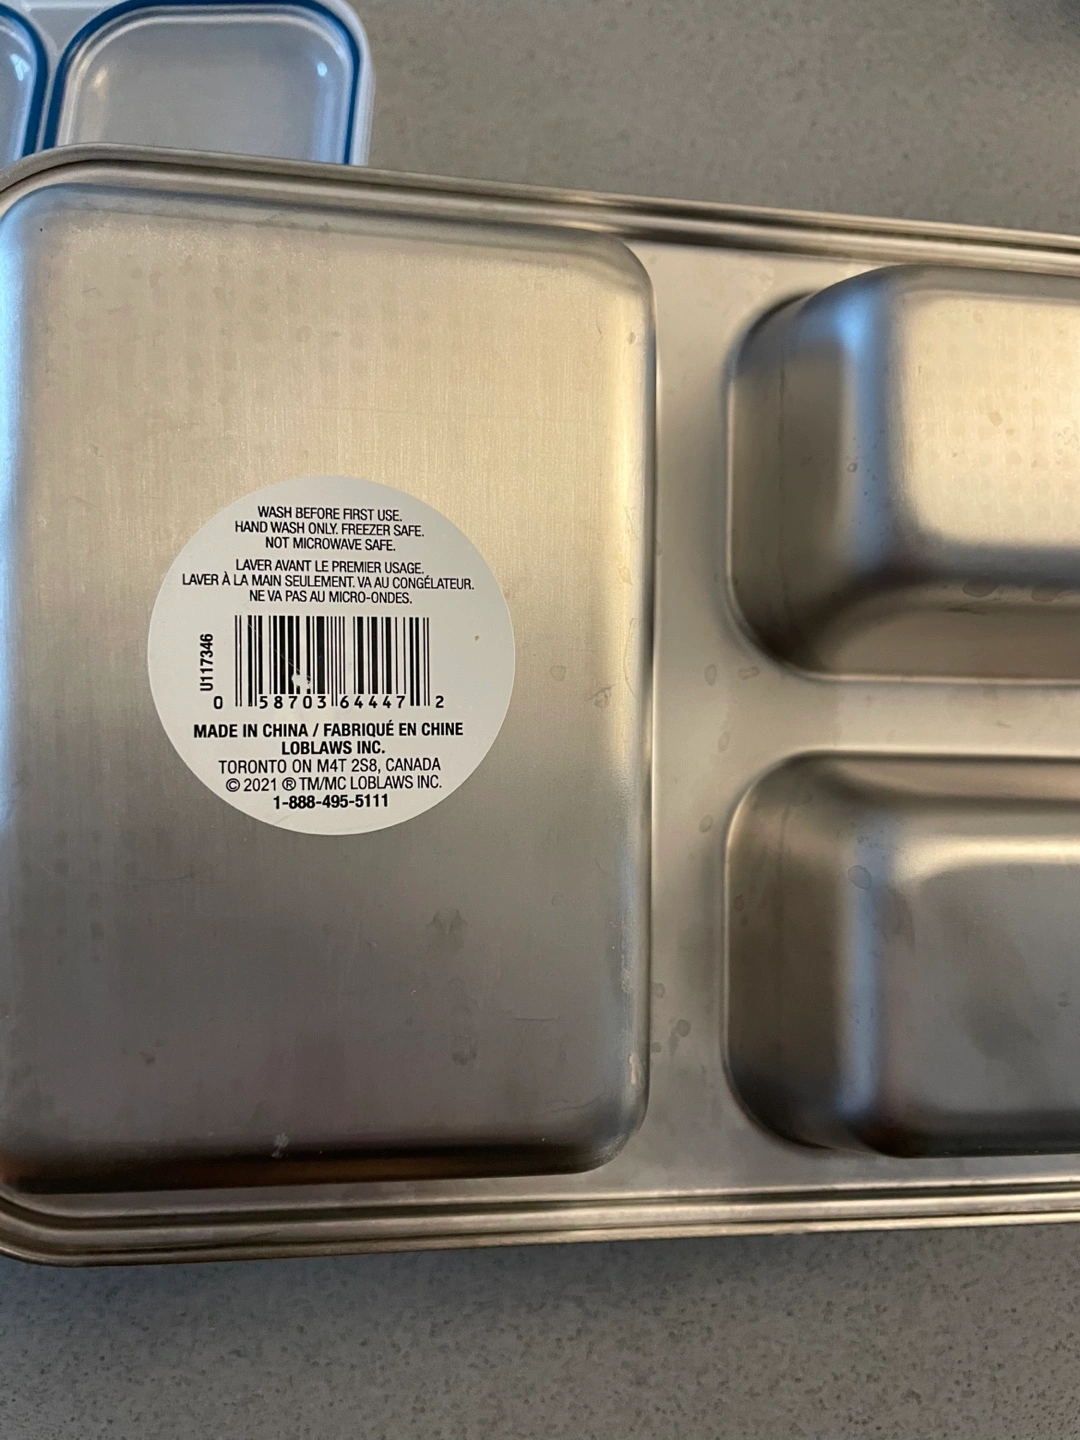 WASH BEFORE FIRST USE.
HAND WASH ONLY. FREEZER SAFE.
NOT MICROWAVE SAFE.
LAVER AVANT LE PREMIER USAGE.
LAVER À LA MAIN SEULEMENT. VA AU CONGÉLATEUR.
NE VA PAS AU MICRO-ONDES.
U117346
0 58703 64447 2
MADE IN CHINA / FABRIQUÉ EN CHINE
LOBLAWS INC.
TORONTO ON M4T 2S8, CANADA
© 2021 ® TM/MC LOBLAWS INC.
1-888-495-5111